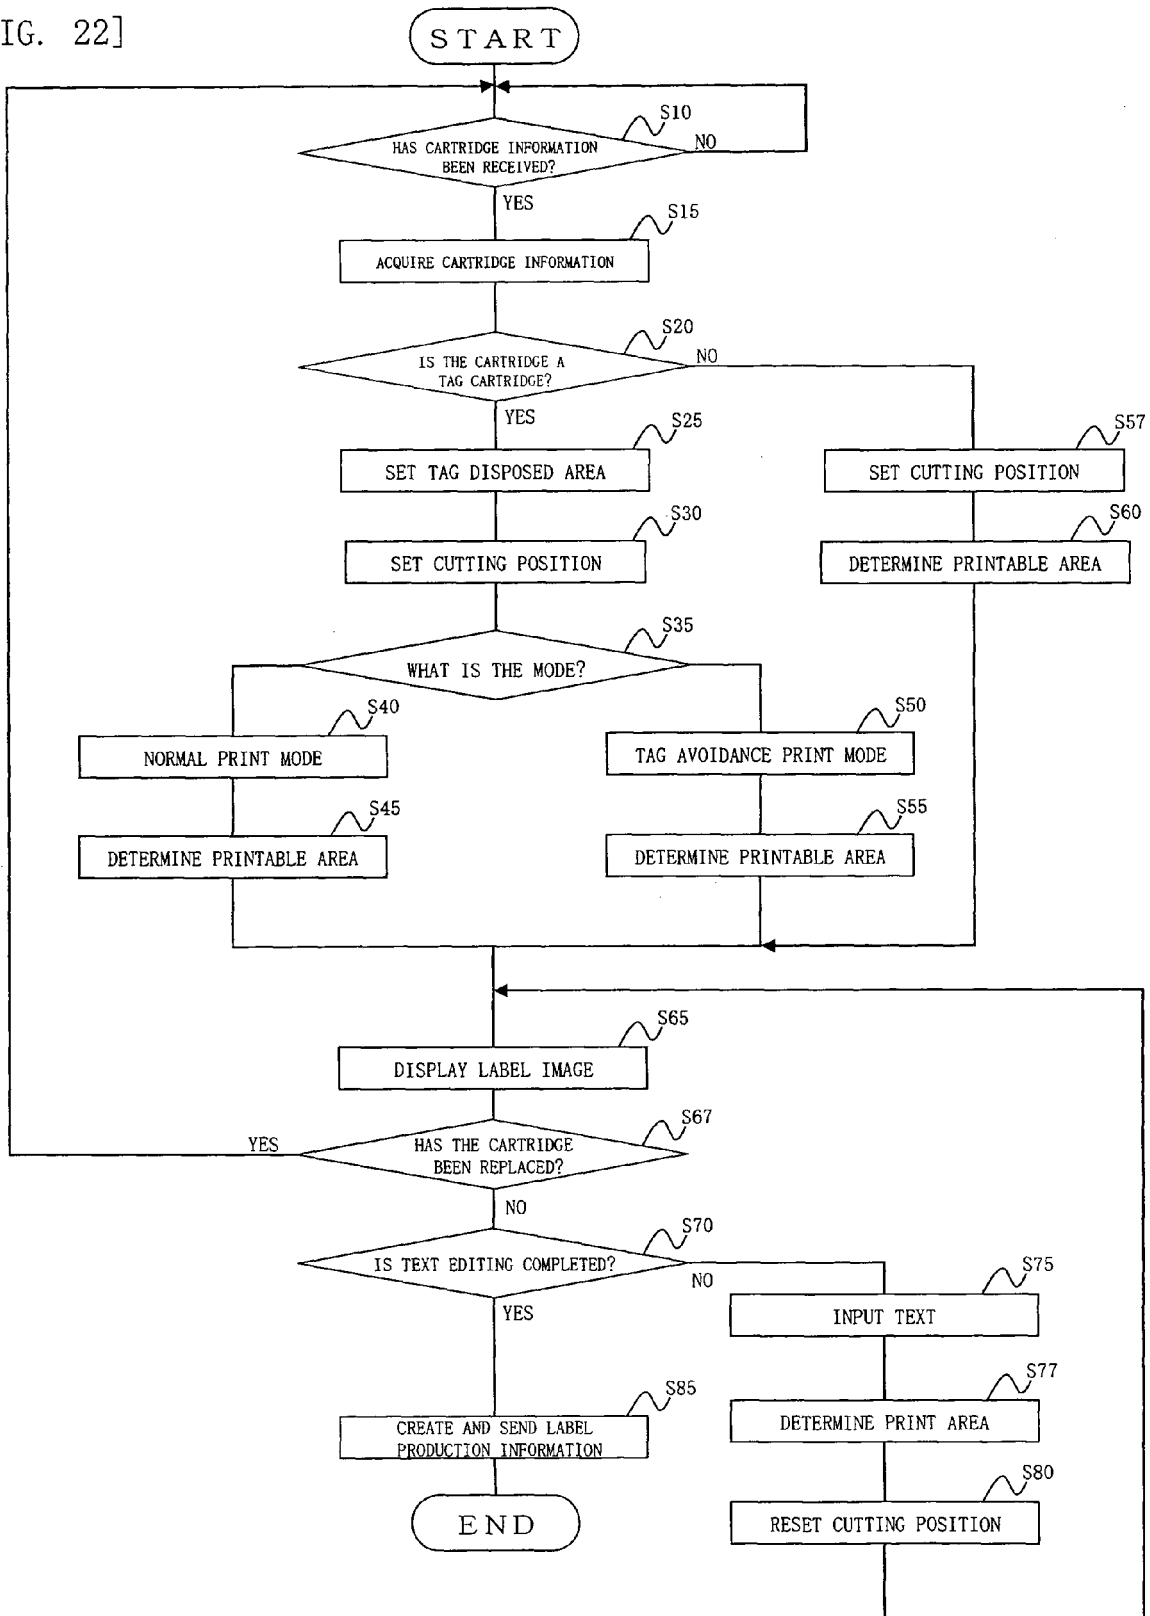 IG. 22]
START
S10
HAS CARTRIDGE INFORMATION
BEEN RECEIVED?
NO
YES
S15
ACQUIRE CARTRIDGE INFORMATION
S20
IS THE CARTRIDGE A
TAG CARTRIDGE?
NO
YES
S25
SET TAG DISPOSED AREA
S57
SET CUTTING POSITION
S30
SET CUTTING POSITION
S60
DETERMINE PRINTABLE AREA
S35
WHAT IS THE MODE?
S40
NORMAL PRINT MODE
S50
TAG AVOIDANCE PRINT MODE
S45
DETERMINE PRINTABLE AREA
S55
DETERMINE PRINTABLE AREA
S65
DISPLAY LABEL IMAGE
S67
HAS THE CARTRIDGE
BEEN REPLACED?
YES
NO
S70
IS TEXT EDITING COMPLETED?
NO
YES
S75
INPUT TEXT
S77
DETERMINE PRINT AREA
S85
CREATE AND SEND LABEL
PRODUCTION INFORMATION
S80
RESET CUTTING POSITION
END